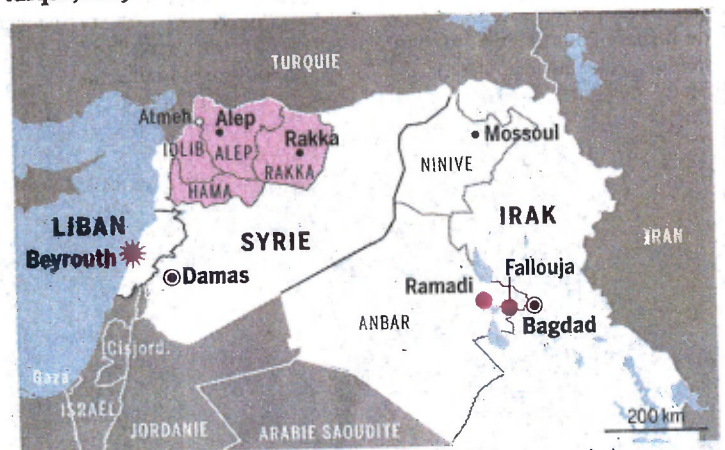 TURQUIE
Atmeh
Alep
Rakka
Mossoul
IDLIB
ALEP
RAKKA
NINIVE
HAMA
LIBAN
SYRIE
IRAK
IRAN
Beyrouth
Damas
Fallouja
Ramadi
ANBAR
Bagdad
Cisjord.
Gaza
ISRAËL
JORDANIE
ARABIE SAOUDITE
200 km